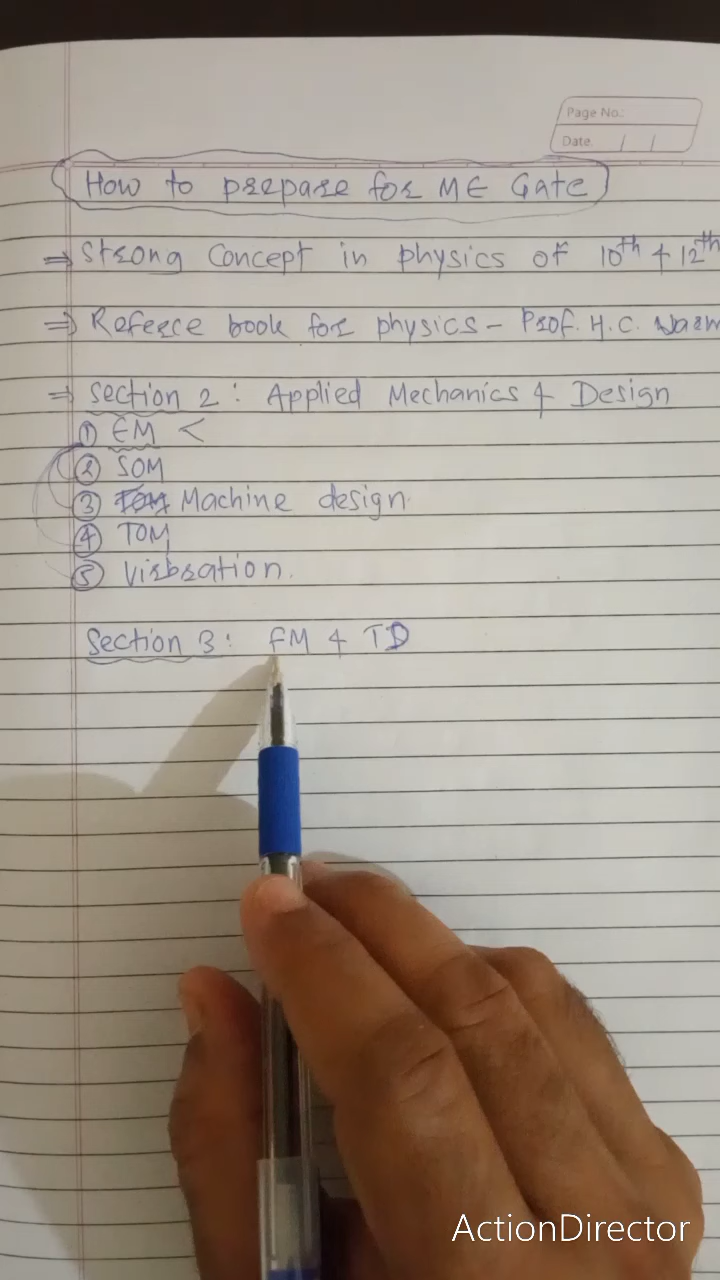 Page No.:
Date. / /
How to prepare for ME Gate
⇒ Strong Concept in physics of 10th & 12th
⇒ Referce book for physics - Prof. H.C.
⇒ Section 2: Applied Mechanics & Design
① EM <
② SOM
③ Machine design.
④ TOM
⑤ Virbration.
Section 3: FM & TD
ActionDirector